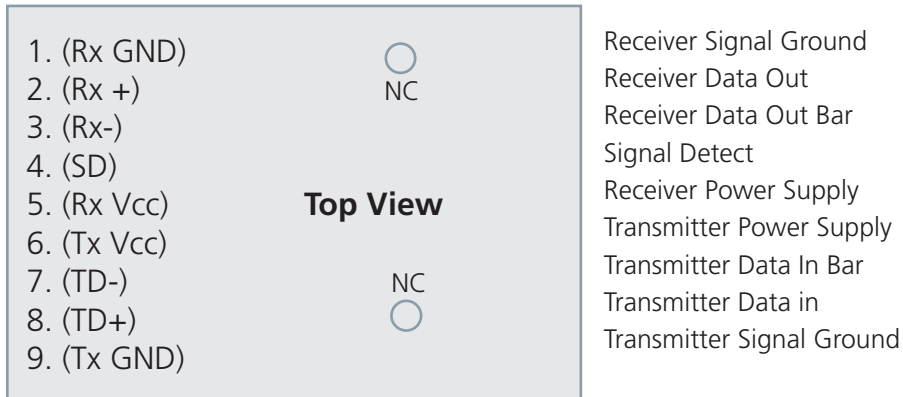 1. (Rx GND)
2. (Rx +)
NC
3. (Rx-)
4. (SD)
5. (Rx Vcc)
Top View
6. (Tx Vcc)
7. (TD-)
NC
8. (TD+)
9. (Tx GND)
Receiver Signal Ground
Receiver Data Out
Receiver Data Out Bar
Signal Detect
Receiver Power Supply
Transmitter Power Supply
Transmitter Data In Bar
Transmitter Data in
Transmitter Signal Ground